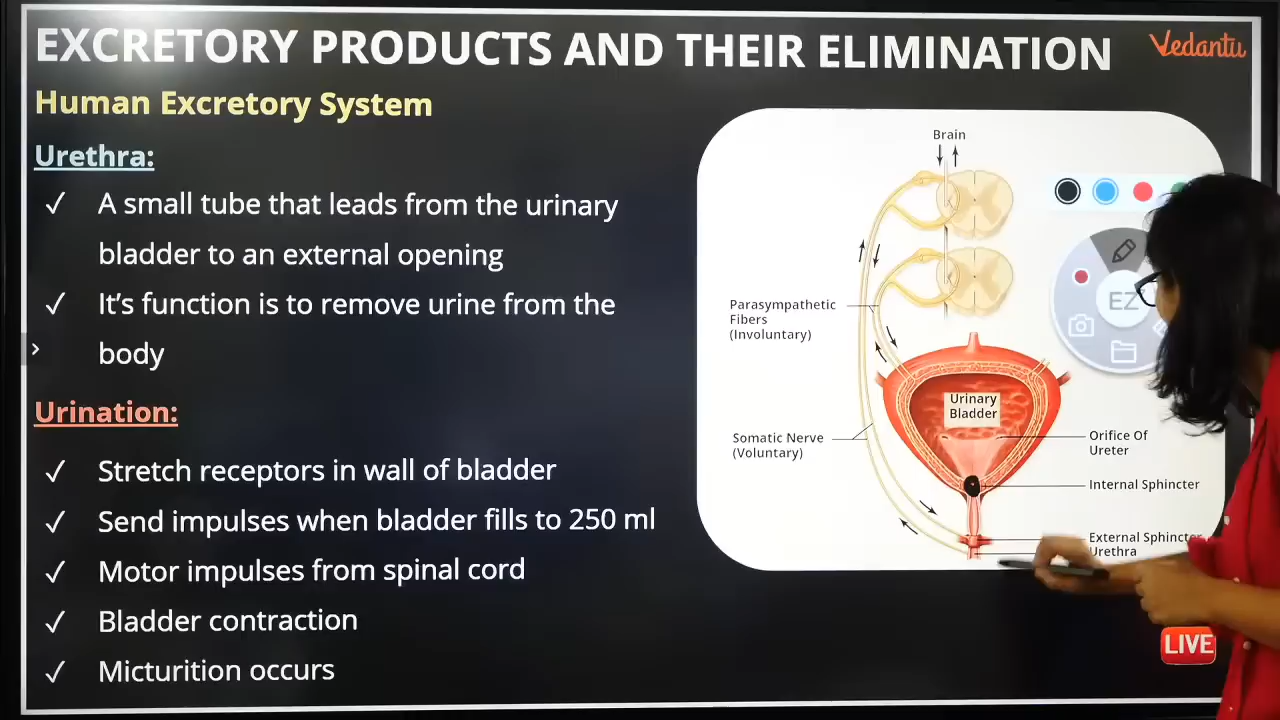 EXCRETORY PRODUCTS AND THEIR ELIMINATION
Vedantu
Human Excretory System
Urethra:
✓ A small tube that leads from the urinary
bladder to an external opening
✓ It's function is to remove urine from the
body
Urination:
✓ Stretch receptors in wall of bladder
✓ Send impulses when bladder fills to 250 ml
✓ Motor impulses from spinal cord
✓ Bladder contraction
✓ Micturition occurs
Brain
Parasympathetic
Fibers
(Involuntary)
Urinary
Bladder
Somatic Nerve
(Voluntary)
Orifice Of
Ureter
Internal Sphincter
External Sphincter
Urethra
EZ
LIVE